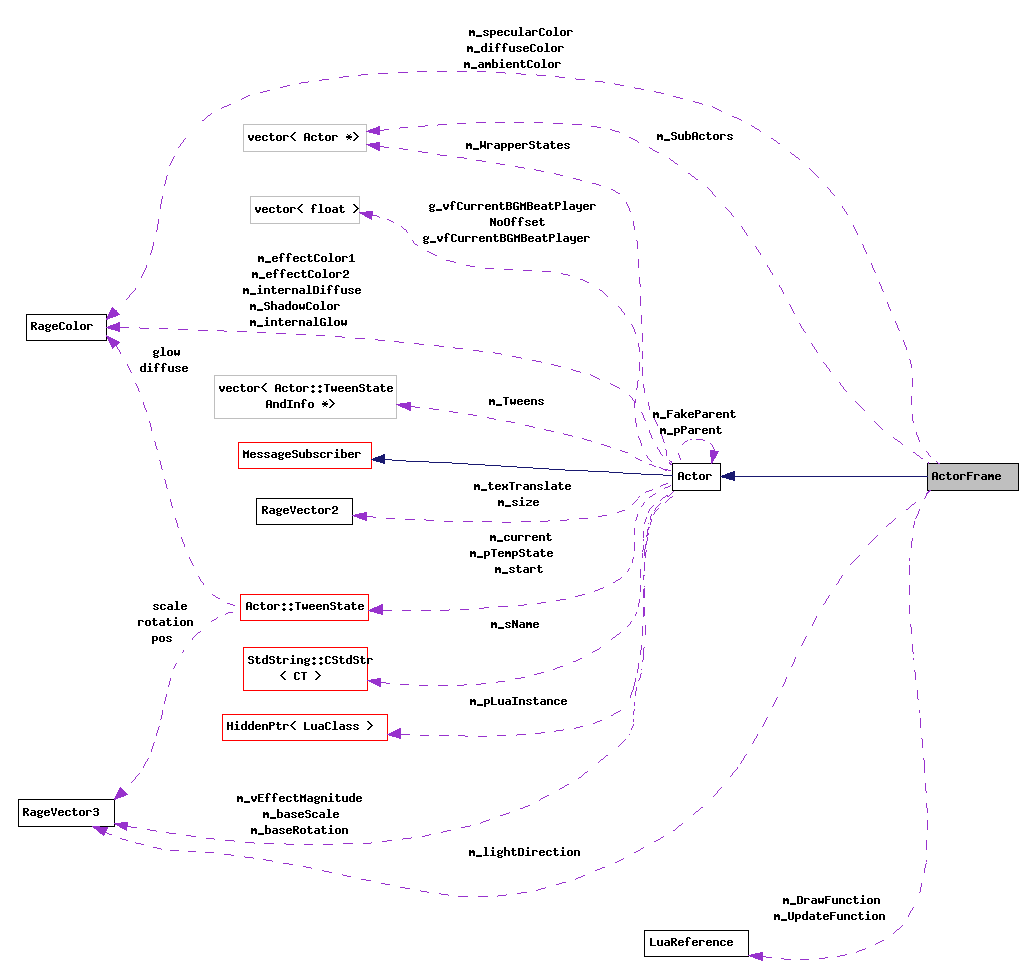 m_specularColor
m_diffuseColor
m_ambientColor
vector< Actor *>
m_WrapperStates
m_SubActors
vector< float >
g_vfCurrentBGMBeatPlayer
NoOffset
g_vfCurrentBGMBeatPlayer
m_effectColor1
m_effectColor2
m_internalDiffuse
m_ShadowColor
m_internalGlow
RageColor
glow
diffuse
vector< Actor::TweenState
AndInfo *>
m_Tweens
m_FakeParent
m_pParent
MessageSubscriber
Actor
ActorFrame
m_texTranslate
m_size
RageVector2
m_current
m_pTempState
m_start
Actor::TweenState
scale
rotation
pos
m_sName
StdString::CStdStr
< CT >
m_pLuaInstance
HiddenPtr< LuaClass >
RageVector3
m_vEffectMagnitude
m_baseScale
m_baseRotation
m_lightDirection
m_DrawFunction
m_UpdateFunction
LuaReference